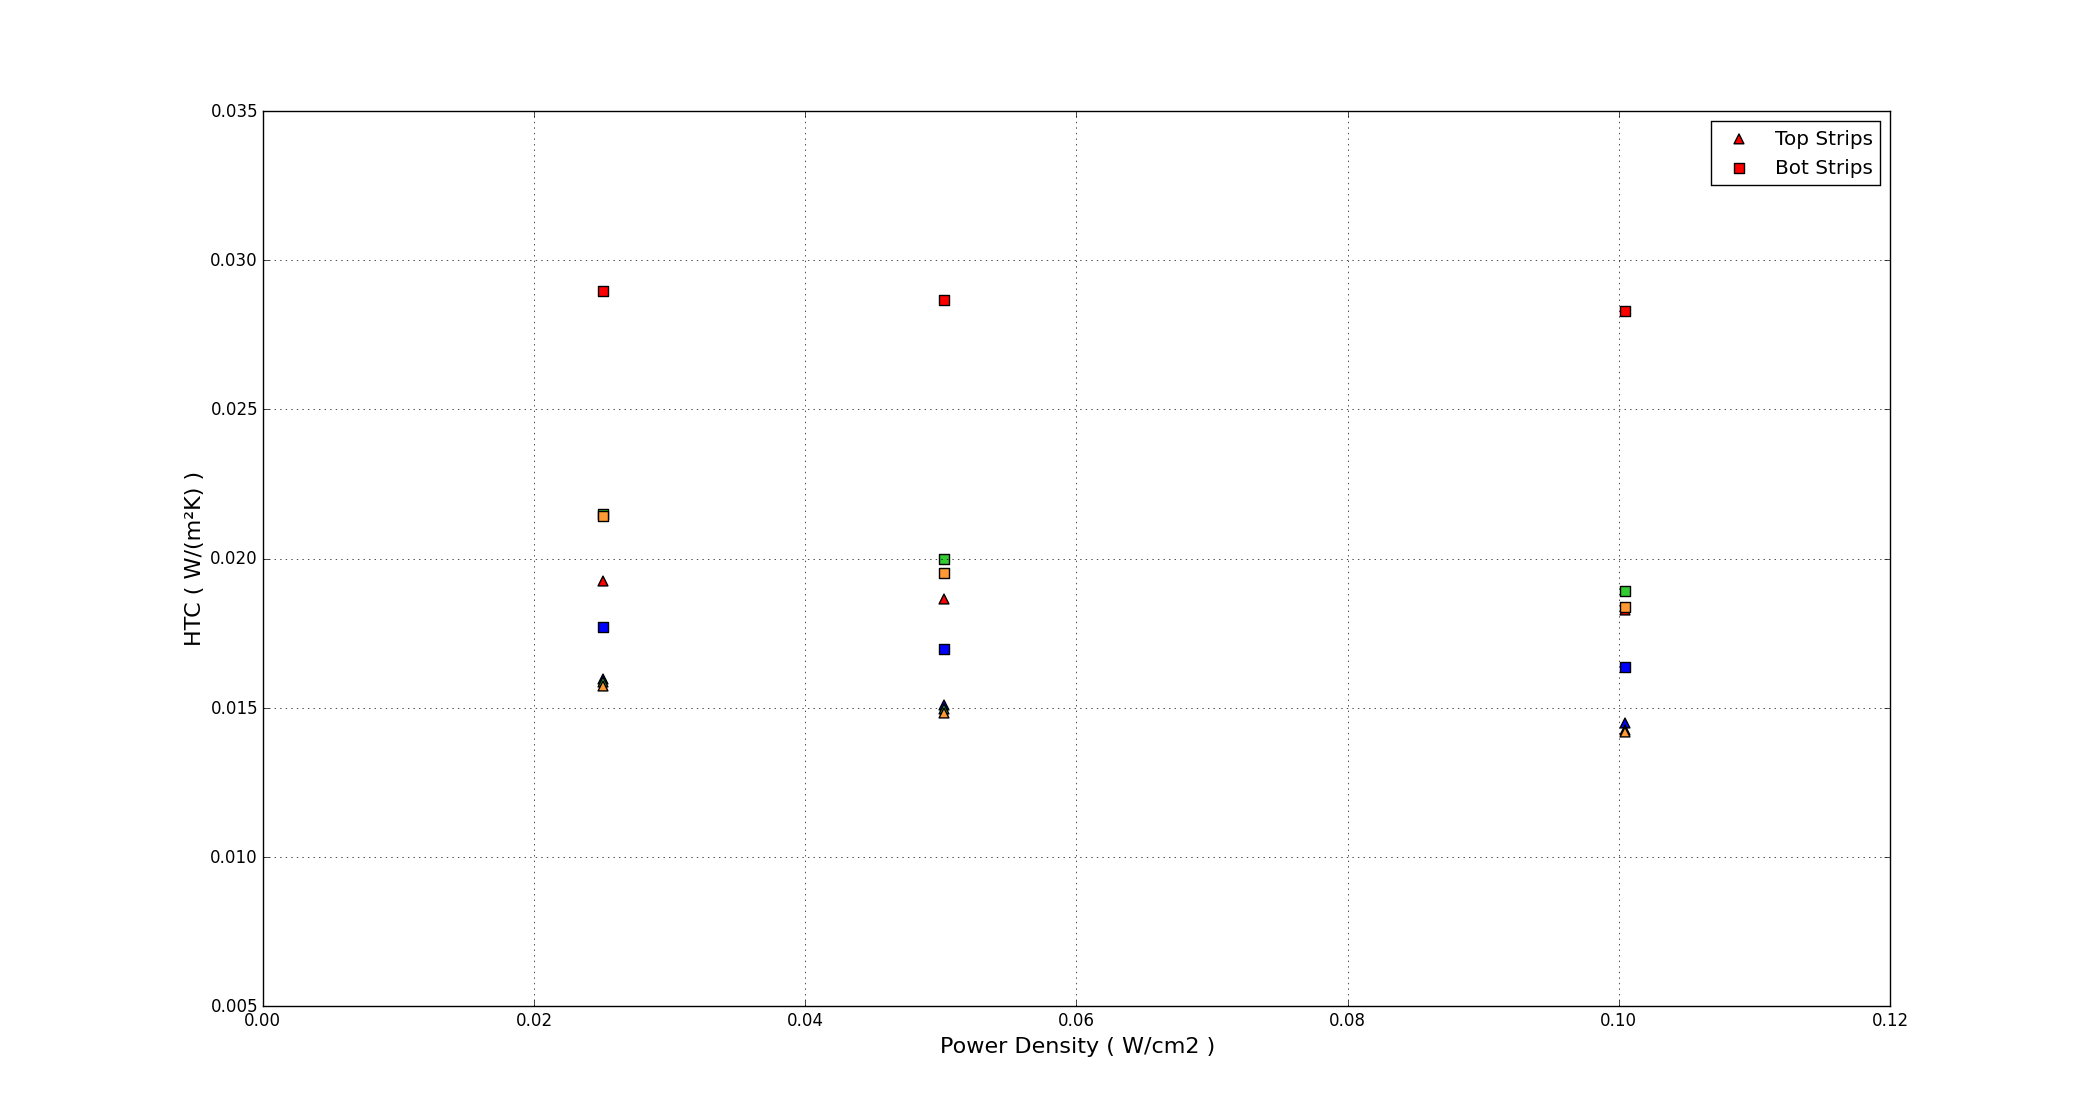 0.035
0.030
0.025
0.020
0.015
0.010
0.005
HTC ( W/(m²K) )
Top Strips
Bot Strips
0.00 0.02 0.04 0.06 0.08 0.10 0.12
Power Density ( W/cm2 )